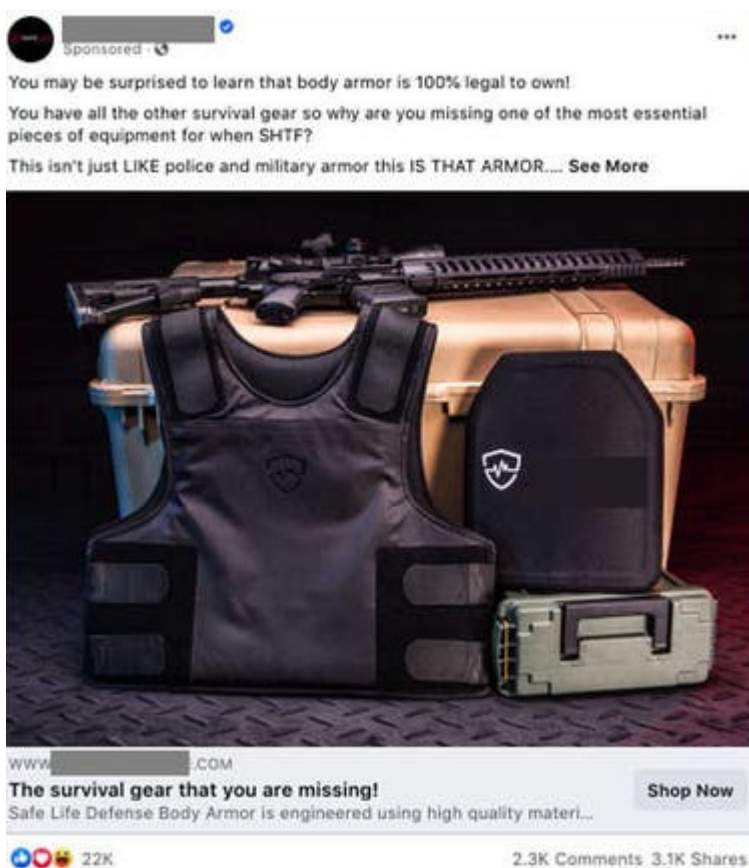 Sponsored ·
You may be surprised to learn that body armor is 100% legal to own!
You have all the other survival gear so why are you missing one of the most essential
pieces of equipment for when SHTF?
This isn't just LIKE police and military armor this IS THAT ARMOR.... See More
WWW .COM
The survival gear that you are missing!
Shop Now
Safe Life Defense Body Armor is engineered using high quality materi...
22K
2.3K Comments 3.1K Shares